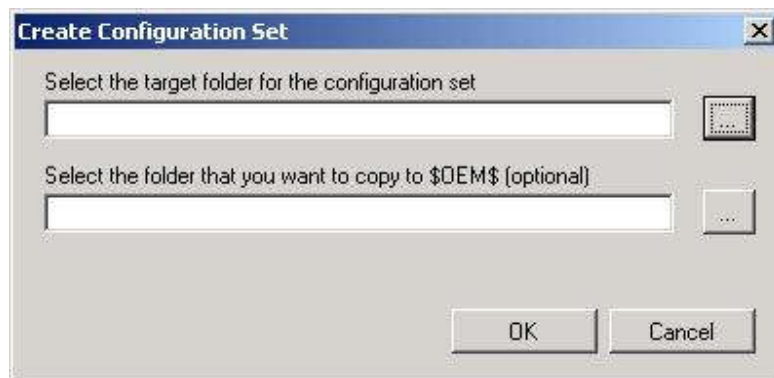 Create Configuration Set
Select the target folder for the configuration set
...
Select the folder that you want to copy to $OEM$ (optional)
...
OK Cancel